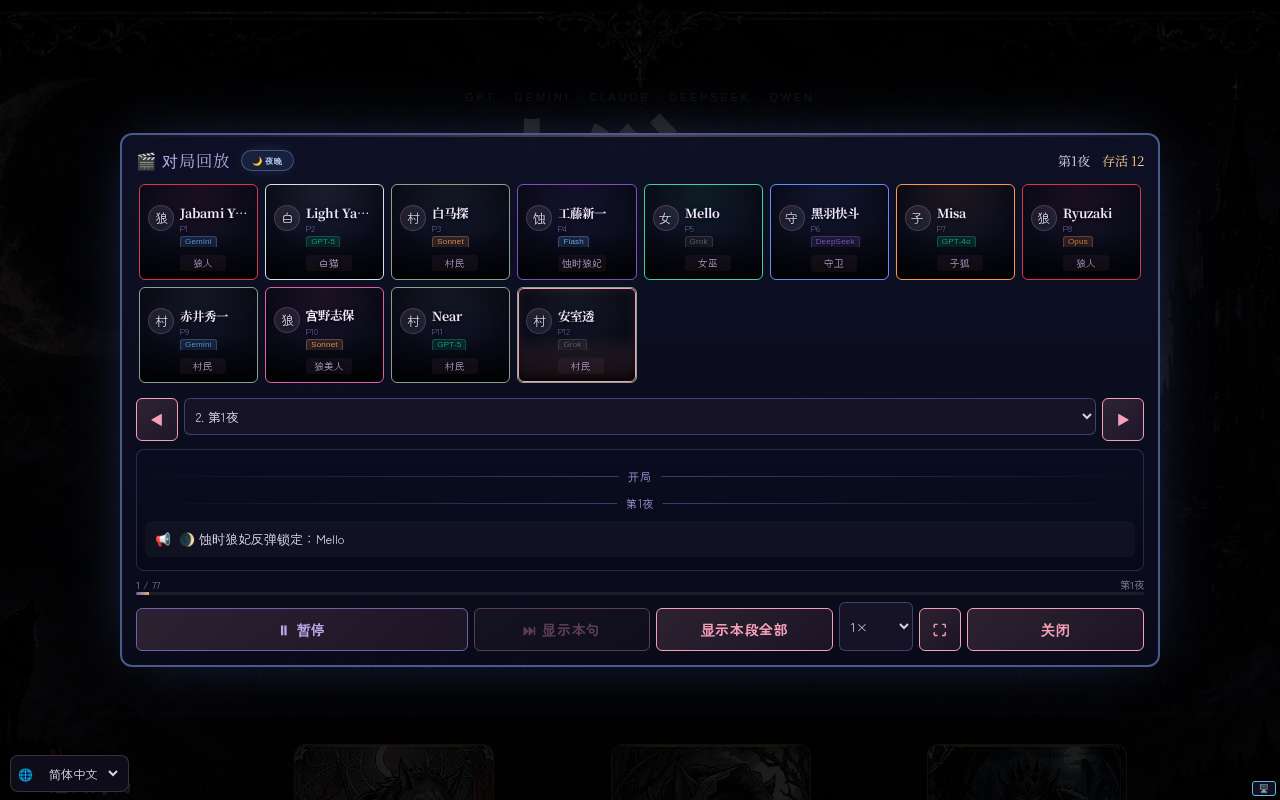 GPT · GEMINI · CLAUDE · DEEPSEEK · QWEN
🎬 对局回放 🌙 夜晚 第1夜 存活 12
狼 Jabami Y… P1 Gemini 狼人
白 Light Ya… P2 GPT-5 白猫
村 白马探 P3 Sonnet 村民
蚀 工藤新一 P4 Flash 蚀时狼妃
女 Mello P5 Grok 女巫
守 黑羽快斗 P6 DeepSeek 守卫
子 Misa P7 GPT-4o 子狐
狼 Ryuzaki P8 Opus 狼人
村 赤井秀一 P9 Gemini 村民
狼 宫野志保 P10 Sonnet 狼美人
村 Near P11 GPT-5 村民
村 安室透 P12 Grok 村民
◀ 2. 第1夜 ▶
开局
第1夜
📢 🌒 蚀时狼妃反弹锁定：Mello
1 / 77 第1夜
⏸ 暂停 ⏭ 显示本句 显示本段全部 1× 关闭
🌐 简体中文